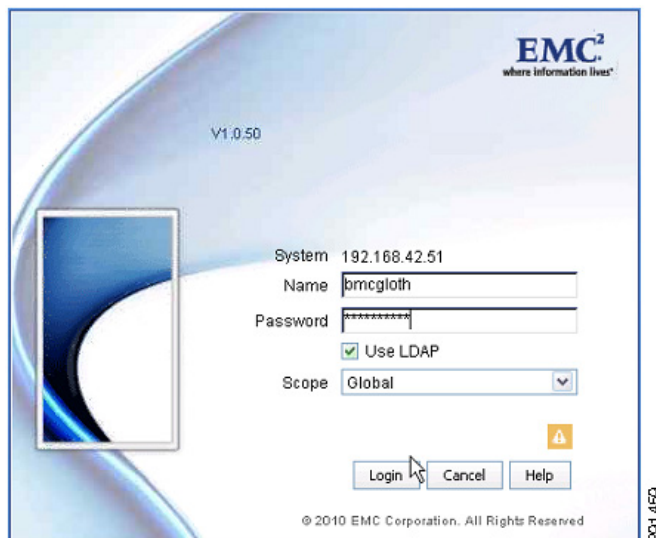 EMC²
where information lives®
V1.0.50
System 192.168.42.51
Name bmcgloth
Password **********
Use LDAP
Scope Global
Login Cancel Help
© 2010 EMC Corporation. All Rights Reserved